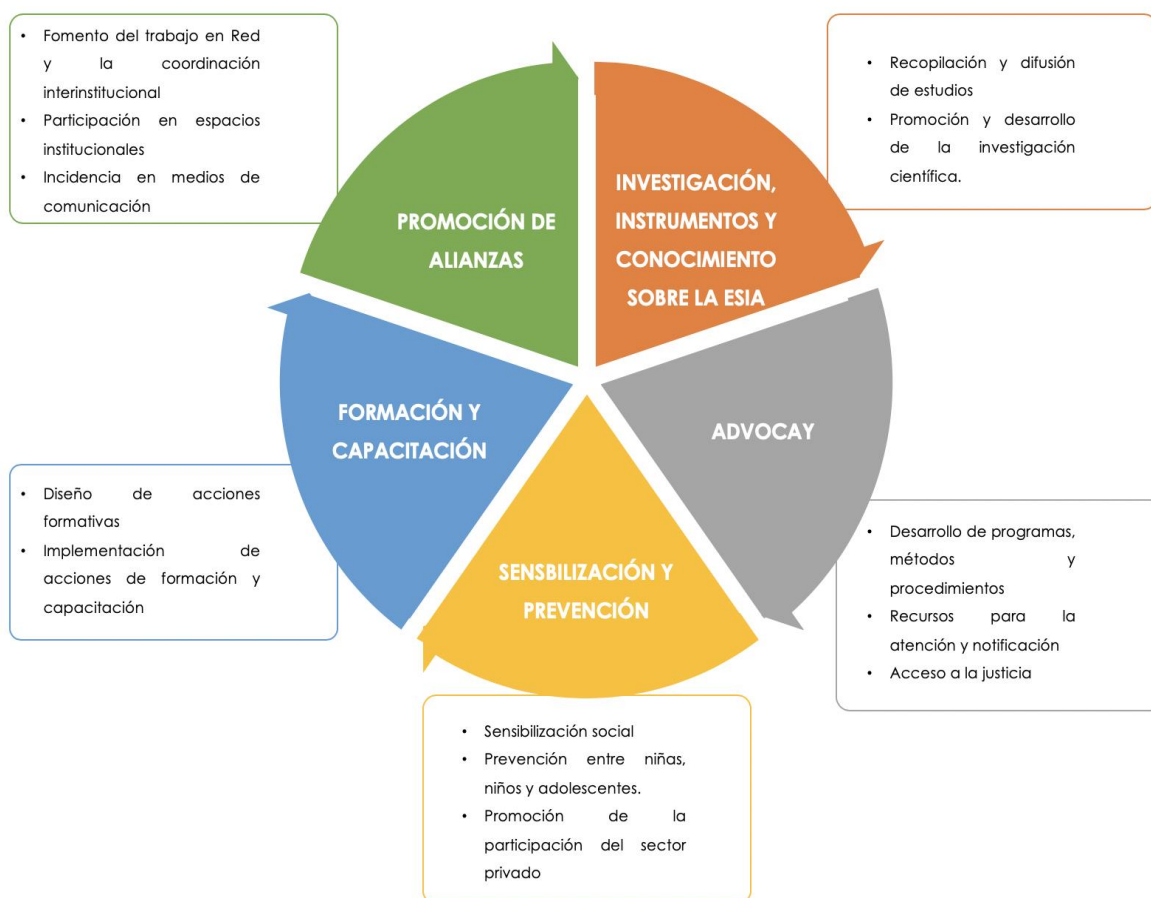 • Fomento del trabajo en Red
y la coordinación
interinstitucional
• Participación en espacios
institucionales
• Incidencia en medios de
comunicación
• Recopilación y difusión
de estudios
• Promoción y desarrollo
de la investigación
científica.
PROMOCIÓN DE
ALIANZAS
INVESTIGACIÓN,
INSTRUMENTOS Y
CONOCIMIENTO
SOBRE LA ESIA
FORMACIÓN Y
CAPACITACIÓN
ADVOCAY
SENSBILIZACIÓN Y
PREVENCIÓN
• Diseño de acciones
formativas
• Implementación de
acciones de formación y
capacitación
• Desarrollo de programas,
métodos y
procedimientos
• Recursos para la
atención y notificación
• Acceso a la justicia
• Sensibilización social
• Prevención entre niñas,
niños y adolescentes.
• Promoción de la
participación del sector
privado